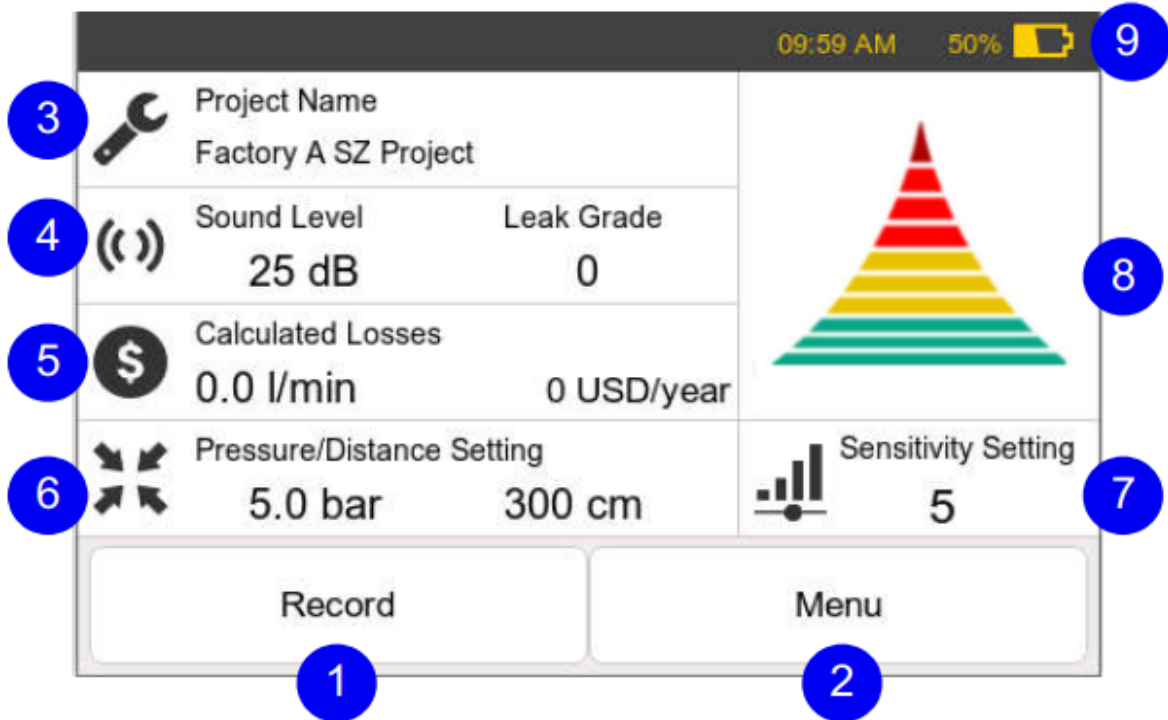 09:59 AM 50% 9
3 Project Name
Factory A SZ Project
4 Sound Level Leak Grade
25 dB 0
8
5 $ Calculated Losses
0.0 l/min 0 USD/year
6 Pressure/Distance Setting
5.0 bar 300 cm
Sensitivity Setting
5 7
Record Menu
1 2